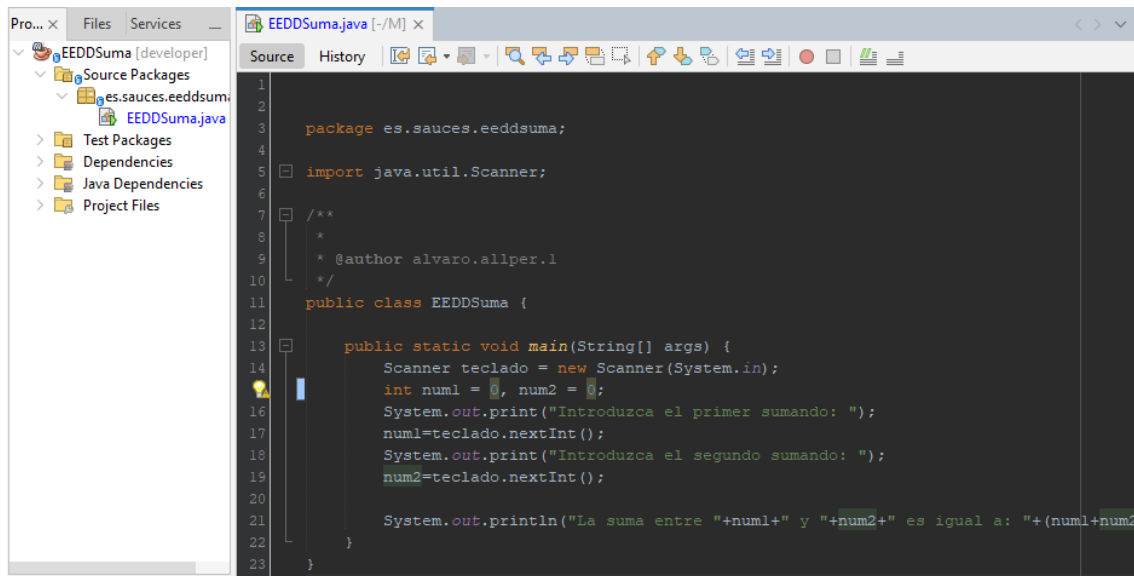 Pro... Files Services
EEDDSuma [developer]
Source Packages
es.sauces.eeddsuma
EEDDSuma.java
Test Packages
Dependencies
Java Dependencies
Project Files
EEDDSuma.java [-/M]
Source History
1
2
3 package es.sauces.eeddsuma;
4
5 import java.util.Scanner;
6
7 /**
8 *
9 * @author alvaro.allper.1
10 */
11 public class EEDDSuma {
12
13 public static void main(String[] args) {
14 Scanner teclado = new Scanner(System.in);
int num1 = 0, num2 = 0;
16 System.out.print("Introduzca el primer sumando: ");
17 num1=teclado.nextInt();
18 System.out.print("Introduzca el segundo sumando: ");
19 num2=teclado.nextInt();
20
21 System.out.println("La suma entre "+num1+" y "+num2+" es igual a: "+(num1+num2
22 }
23 }